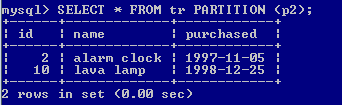 mysql> SELECT * FROM tr PARTITION (p2);
+------+-------------+------------+
| id   | name        | purchased  |
+------+-------------+------------+
|    2 | alarm clock | 1997-11-05 |
|   10 | lava lamp   | 1998-12-25 |
+------+-------------+------------+
2 rows in set (0.00 sec)